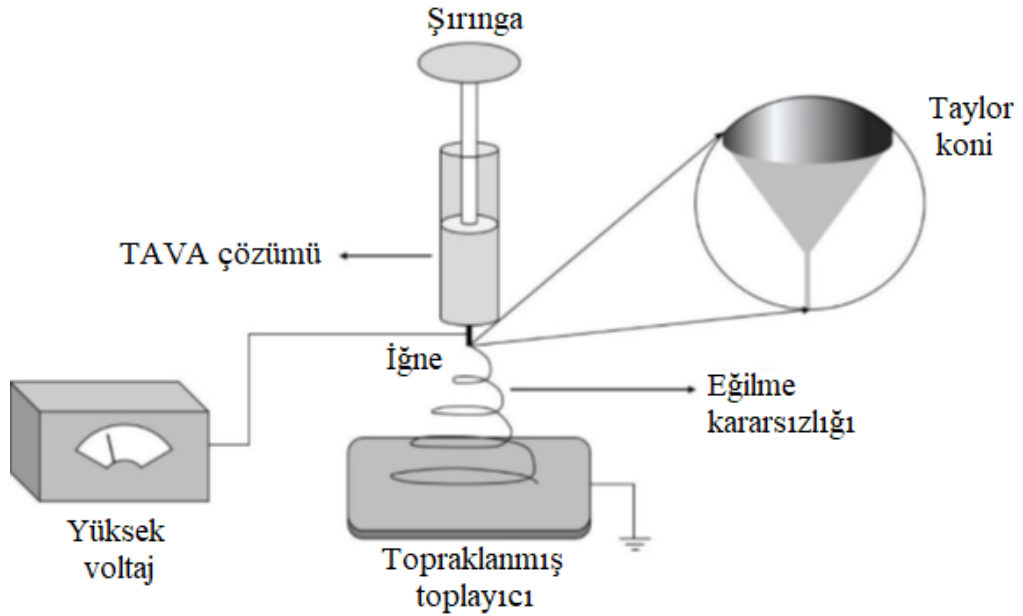 Şırınga
Taylor
koni
TAVA çözümü
İğne
Eğilme
kararsızlığı
Yüksek
voltaj
Topraklanmış
toplayıcı